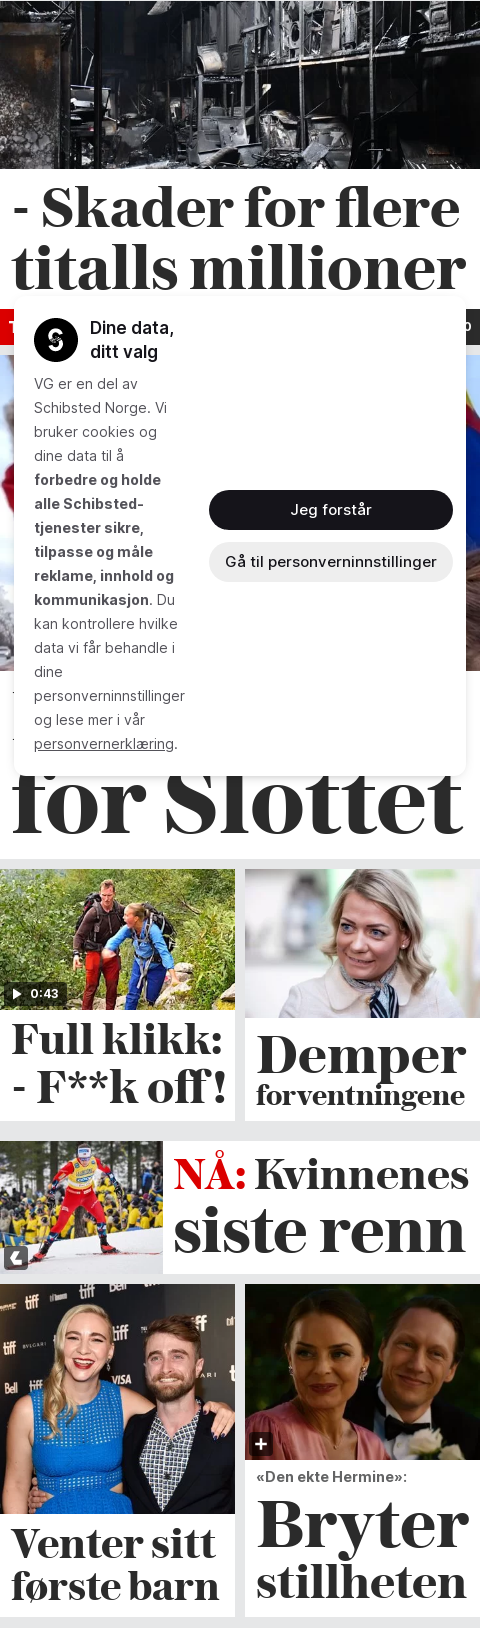 - Skader for flere
titalls millioner
Dine data,
ditt valg
VG er en del av
Schibsted Norge. Vi
bruker cookies og
dine data til å
forbedre og holde
alle Schibsted-
tjenester sikre,
tilpasse og måle
reklame, innhold og
kommunikasjon. Du
kan kontrollere hvilke
data vi får behandle i
dine
personverninnstillinger
og lese mer i vår
personvernerklæring.
Jeg forstår
Gå til personverninnstillinger
for Slottet
0:43
Full klikk:
- F**k off!
Demper
forventningene
NÅ: Kvinnenes
siste renn
tiff
BVLGARI
Bell
VISA
Venter sitt
første barn
«Den ekte Hermine»:
Bryter
stillheten